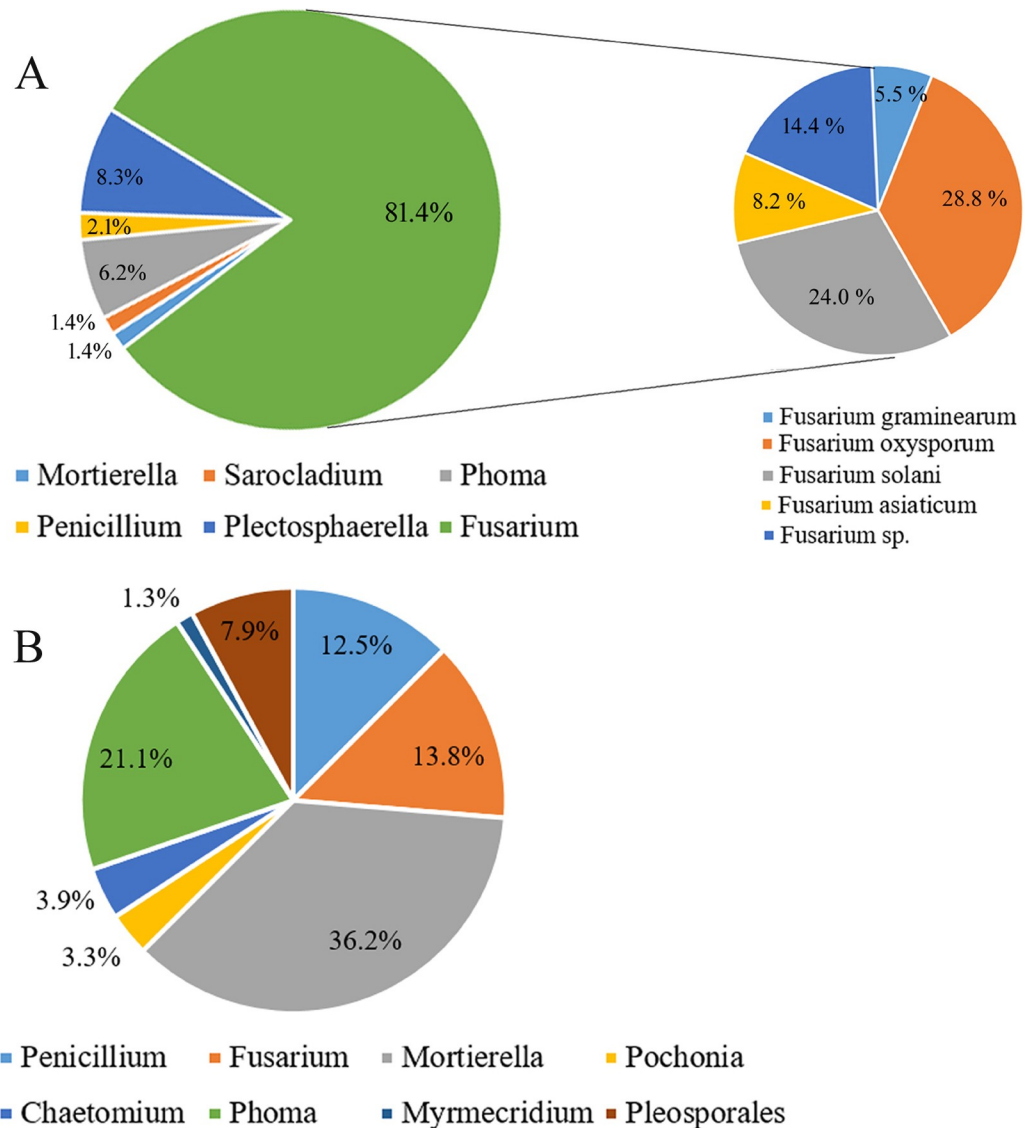 A
8.3%
2.1%
6.2%
1.4%
1.4%
81.4%
5.5 %
14.4 %
8.2 %
28.8 %
24.0 %
Mortierella Sarocladium Phoma
Penicillium Plectosphaerella Fusarium
Fusarium graminearum
Fusarium oxysporum
Fusarium solani
Fusarium asiaticum
Fusarium sp.
B
1.3%
7.9%
12.5%
21.1%
13.8%
3.9%
3.3%
36.2%
Penicillium Fusarium Mortierella Pochonia
Chaetomium Phoma Myrmecridium Pleosporales